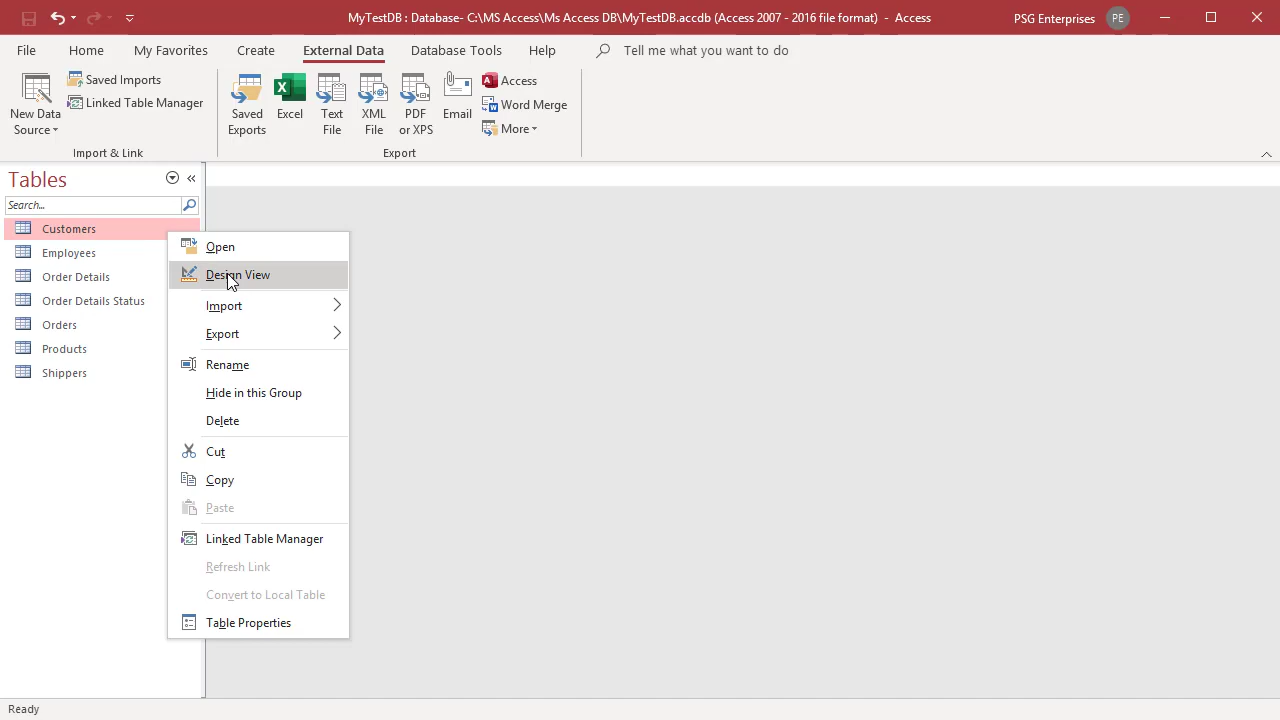 MyTestDB : Database- C:\MS Access\Ms Access DB\MyTestDB.accdb (Access 2007 - 2016 file format) - Access
PSG Enterprises
PE
File
Home
My Favorites
Create
External Data
Database Tools
Help
Tell me what you want to do
New Data
Source
Saved Imports
Linked Table Manager
Import & Link
Saved
Exports
Excel
Text
File
XML
File
PDF
or XPS
Email
Access
Word Merge
More
Export
Tables
Search...
Customers
Employees
Order Details
Order Details Status
Orders
Products
Shippers
Open
Design View
Import
Export
Rename
Hide in this Group
Delete
Cut
Copy
Paste
Linked Table Manager
Refresh Link
Convert to Local Table
Table Properties
Ready